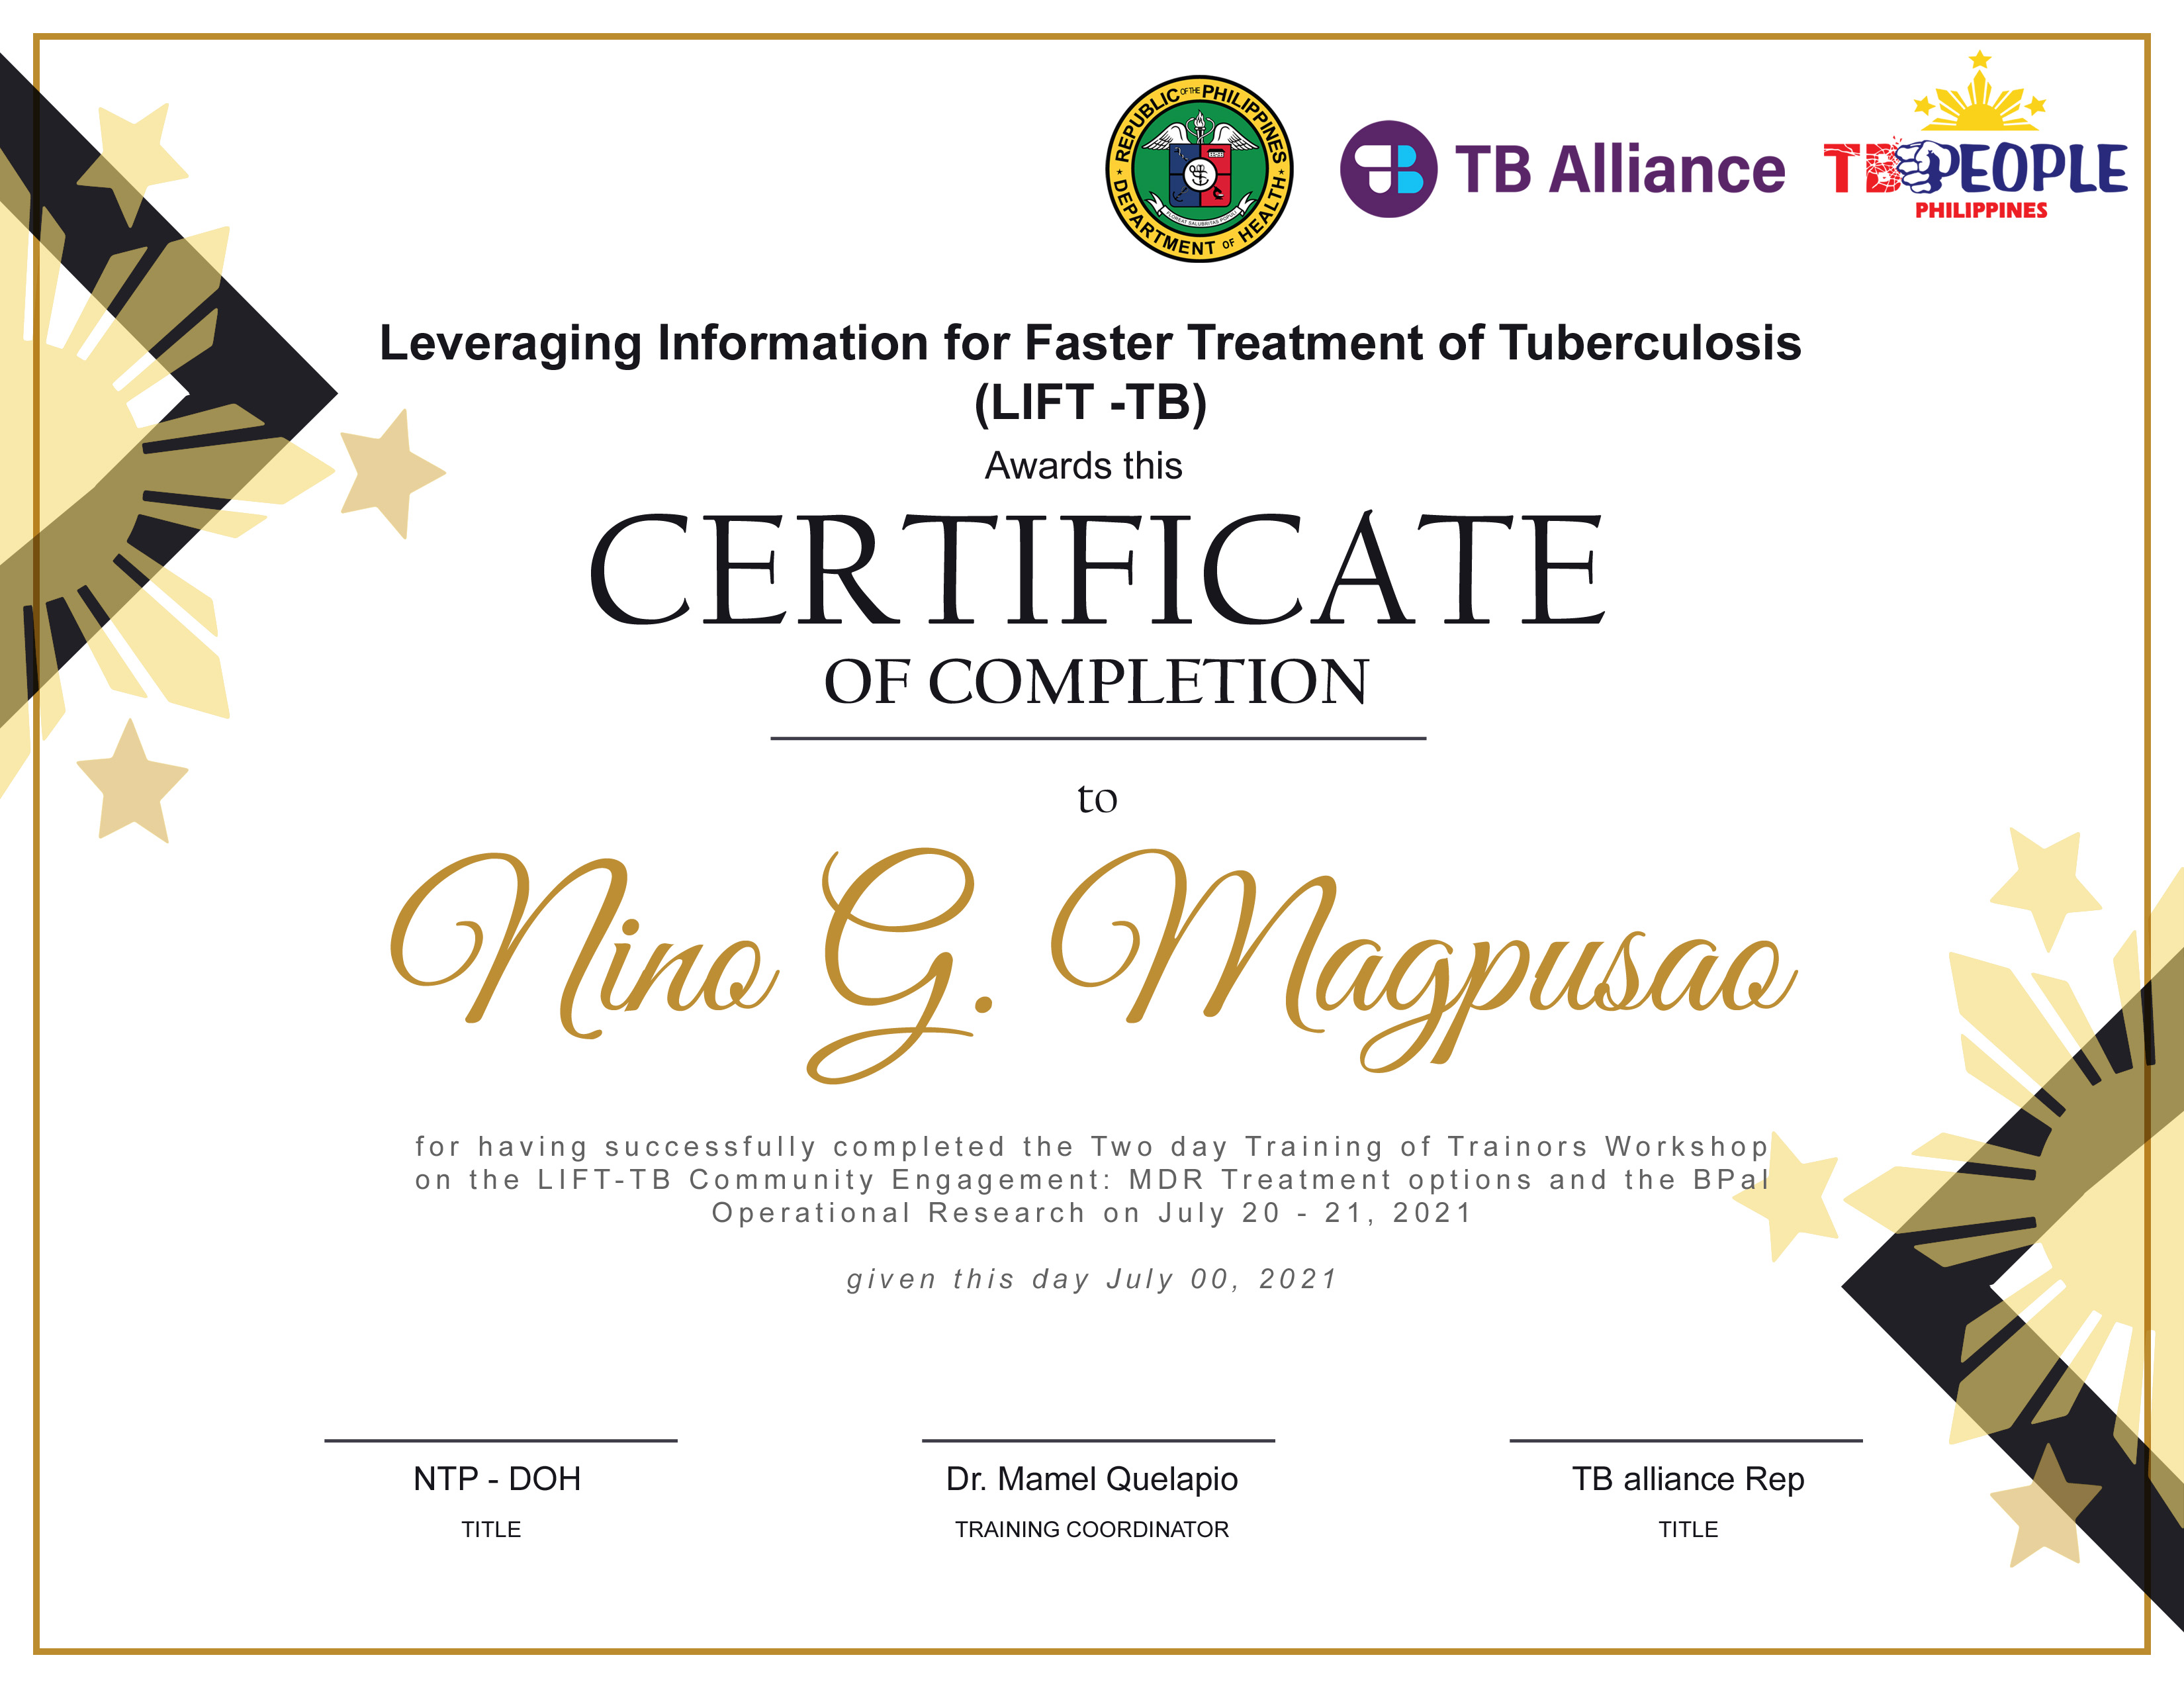 REPUBLIC OF THE PHILIPPINES
DEPARTMENT OF HEALTH
TB Alliance
TB PEOPLE
PHILIPPINES
Leveraging Information for Faster Treatment of Tuberculosis
(LIFT -TB)
Awards this
CERTIFICATE
OF COMPLETION
to
Nino G. Magpusao
for having successfully completed the Two day Training of Trainors Workshop
on the LIFT-TB Community Engagement: MDR Treatment options and the BPal
Operational Research on July 20 - 21, 2021
given this day July 00, 2021
NTP - DOH
TITLE
Dr. Mamel Quelapio
TRAINING COORDINATOR
TB alliance Rep
TITLE